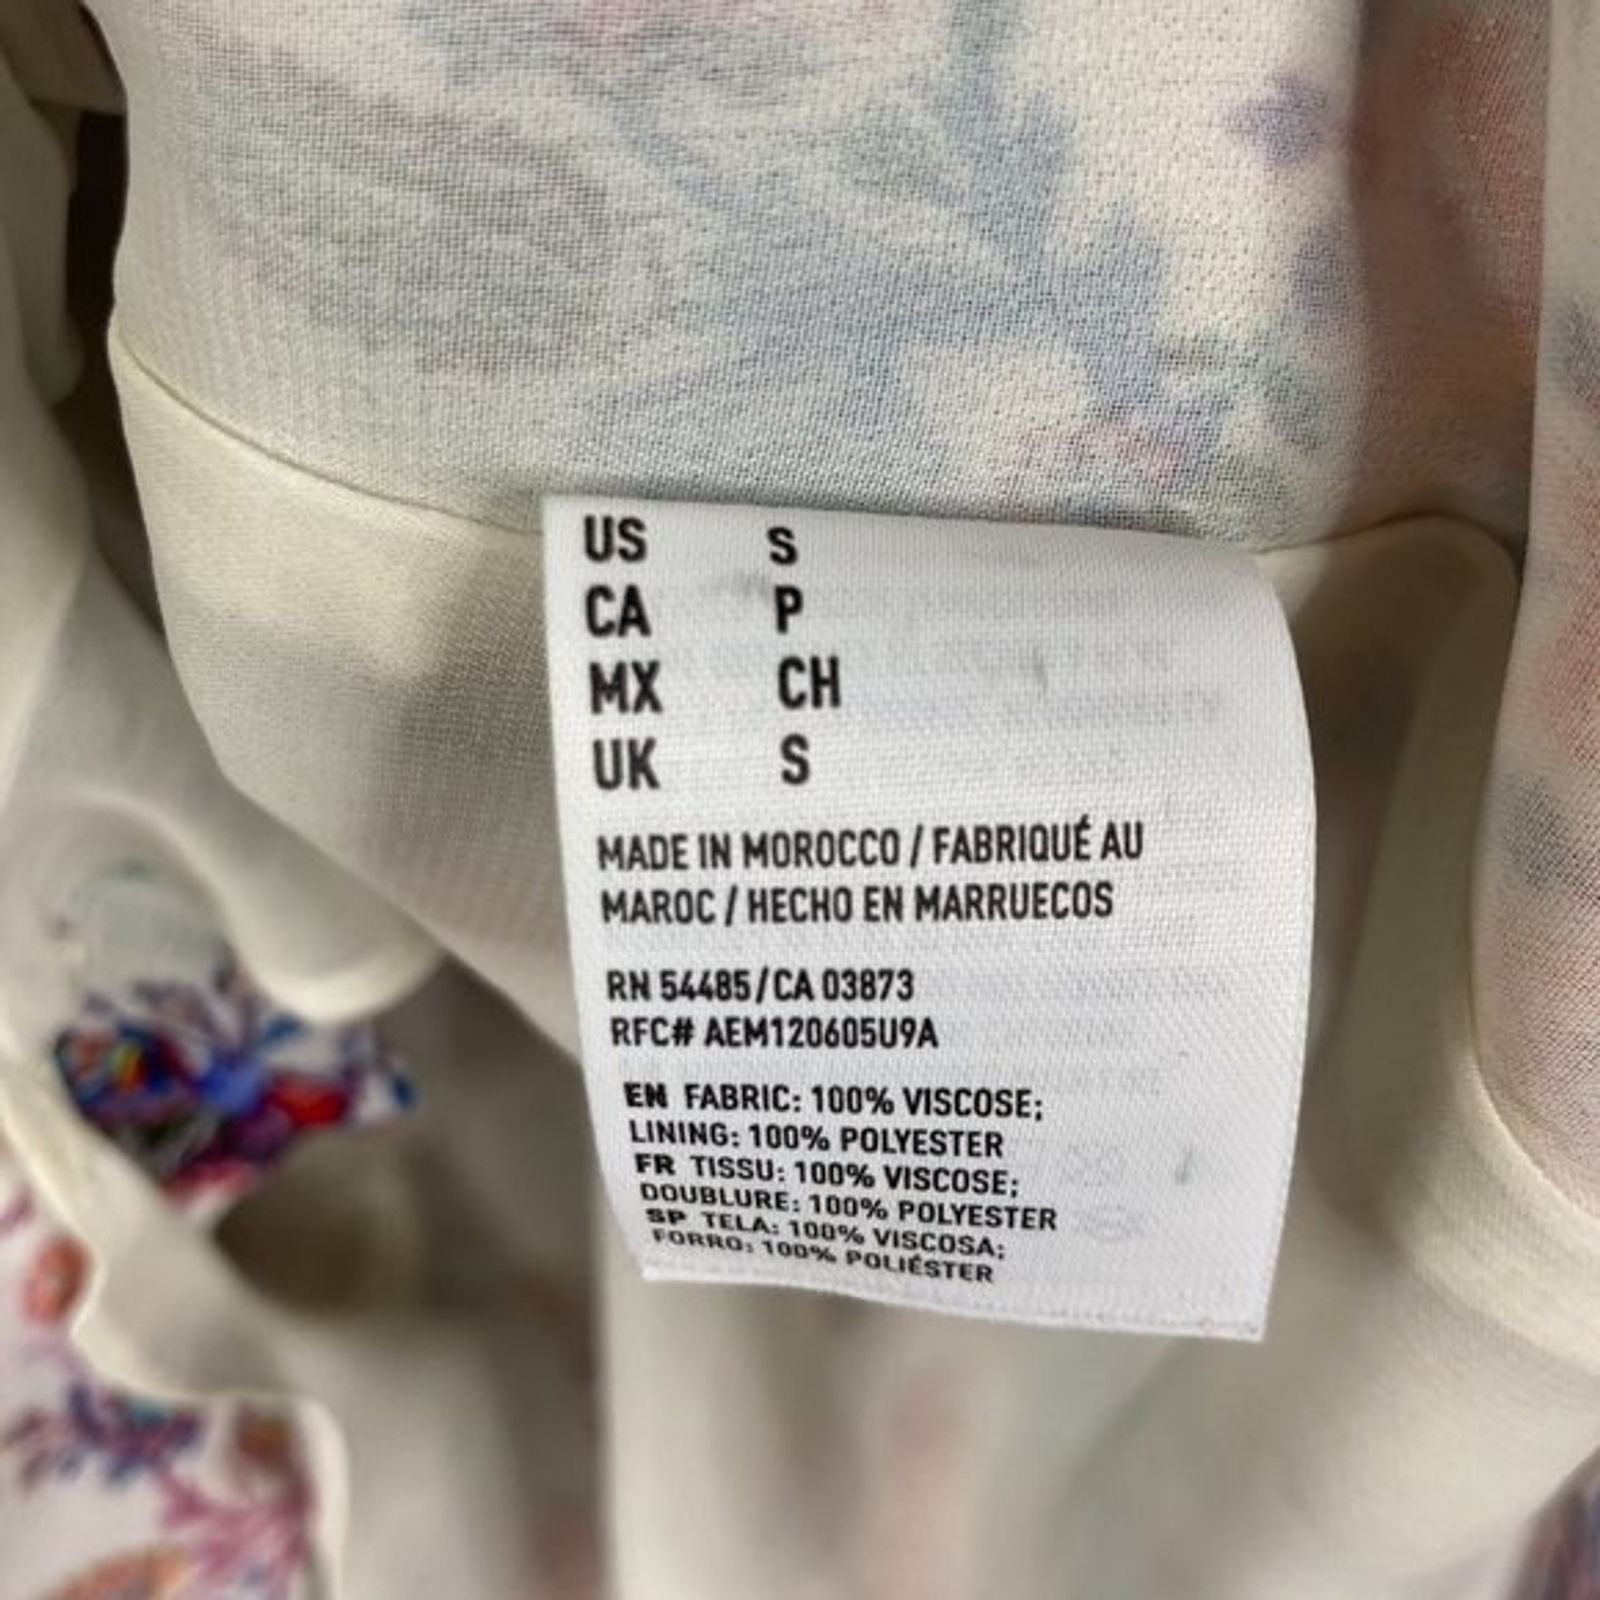 US S
CA P
MX CH
UK S
MADE IN MOROCCO / FABRIQUÉ AU
MAROC / HECHO EN MARRUECOS
RN 54485/CA 03873
RFC# AEM120605U9A
EN FABRIC: 100% VISCOSE;
LINING: 100% POLYESTER
FR TISSU: 100% VISCOSE;
DOUBLURE: 100% POLYESTER
SP TELA: 100% VISCOSA;
FORRO: 100% POLIÉSTER